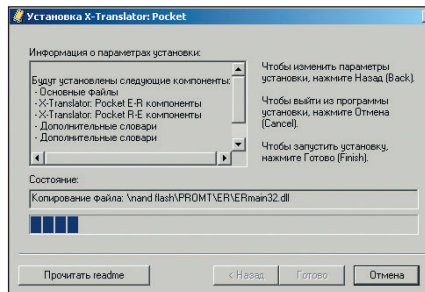 Установка X-Translator: Pocket
Информация о параметрах установки:
Будут установлены следующие компоненты:
- Основные файлы
-X-Translator: Pocket E-R компоненты
-X-Translator: Pocket R-E компоненты
- Дополнительные словари
- Дополнительные словари
Чтобы изменить параметры
установки, нажмите Назад (Back).
Чтобы выйти из программы
установки, нажмите Отмена
(Cancel).
Чтобы запустить установку,
нажмите Готово (Finish).
Состояние:
Копирование файла: \nand flash\PROMT\ER\ERmain32.dll
Прочитать readme
< Назад
Готово
Отмена